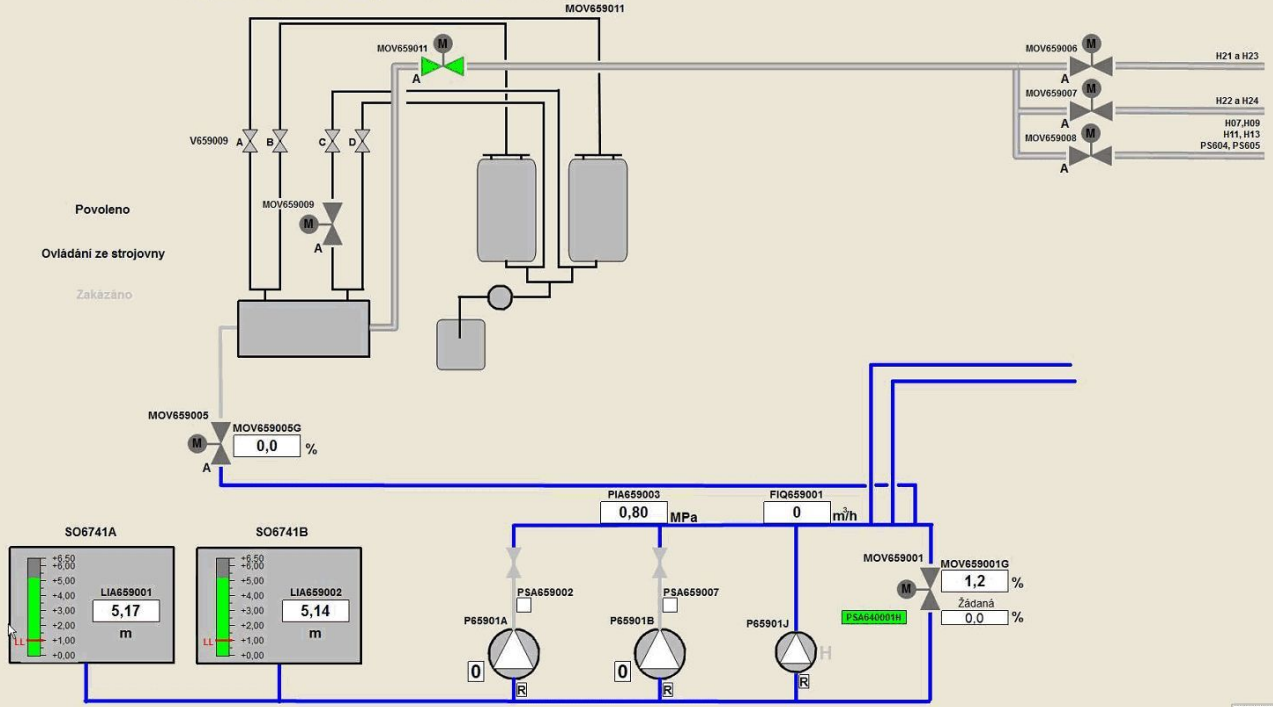 MOV659011
MOV659011
M
A
MOV659006
M
A
H21 a H23
MOV659007
M
A
H22 a H24
MOV659008
M
A
H07,H09
H11, H13
PS604, PS605
V659009
A
B
C
D
MOV659009
M
A
Povoleno
Ovládání ze strojovny
Zakázáno
MOV659005
M
A
MOV659005G
0,0 %
PIA659003
0,80 MPa
FIQ659001
0 m³/h
SO6741A
+6,50
+6,00
+5,00
+4,00
+3,00
+2,00
+1,00
+0,00
LL
LIA659001
5,17
m
SO6741B
+6,50
+6,00
+5,00
+4,00
+3,00
+2,00
+1,00
+0,00
LL
LIA659002
5,14
m
PSA659002
P65901A
0
R
PSA659007
P65901B
0
R
P65901J
H
R
MOV659001
M
MOV659001G
1,2 %
Žádaná
0,0 %
PSA640001H